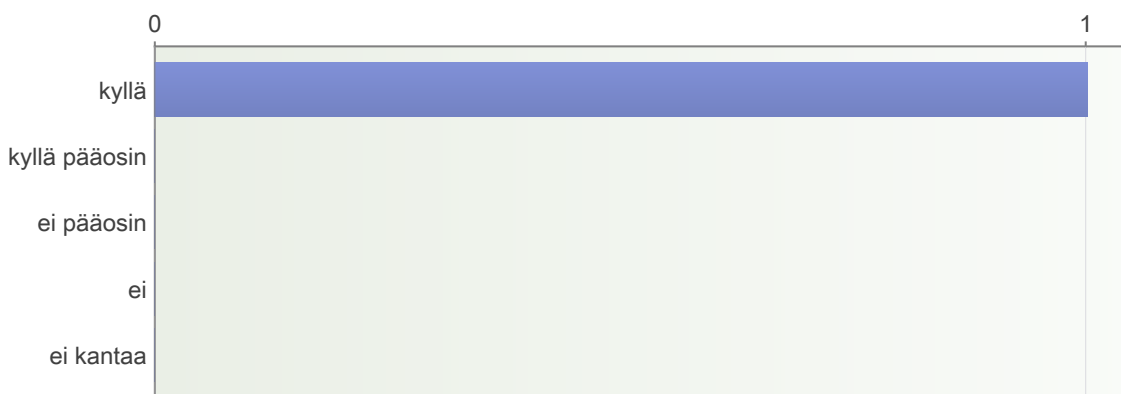 0 1
kyllä
kyllä pääosin
ei pääosin
ei
ei kantaa